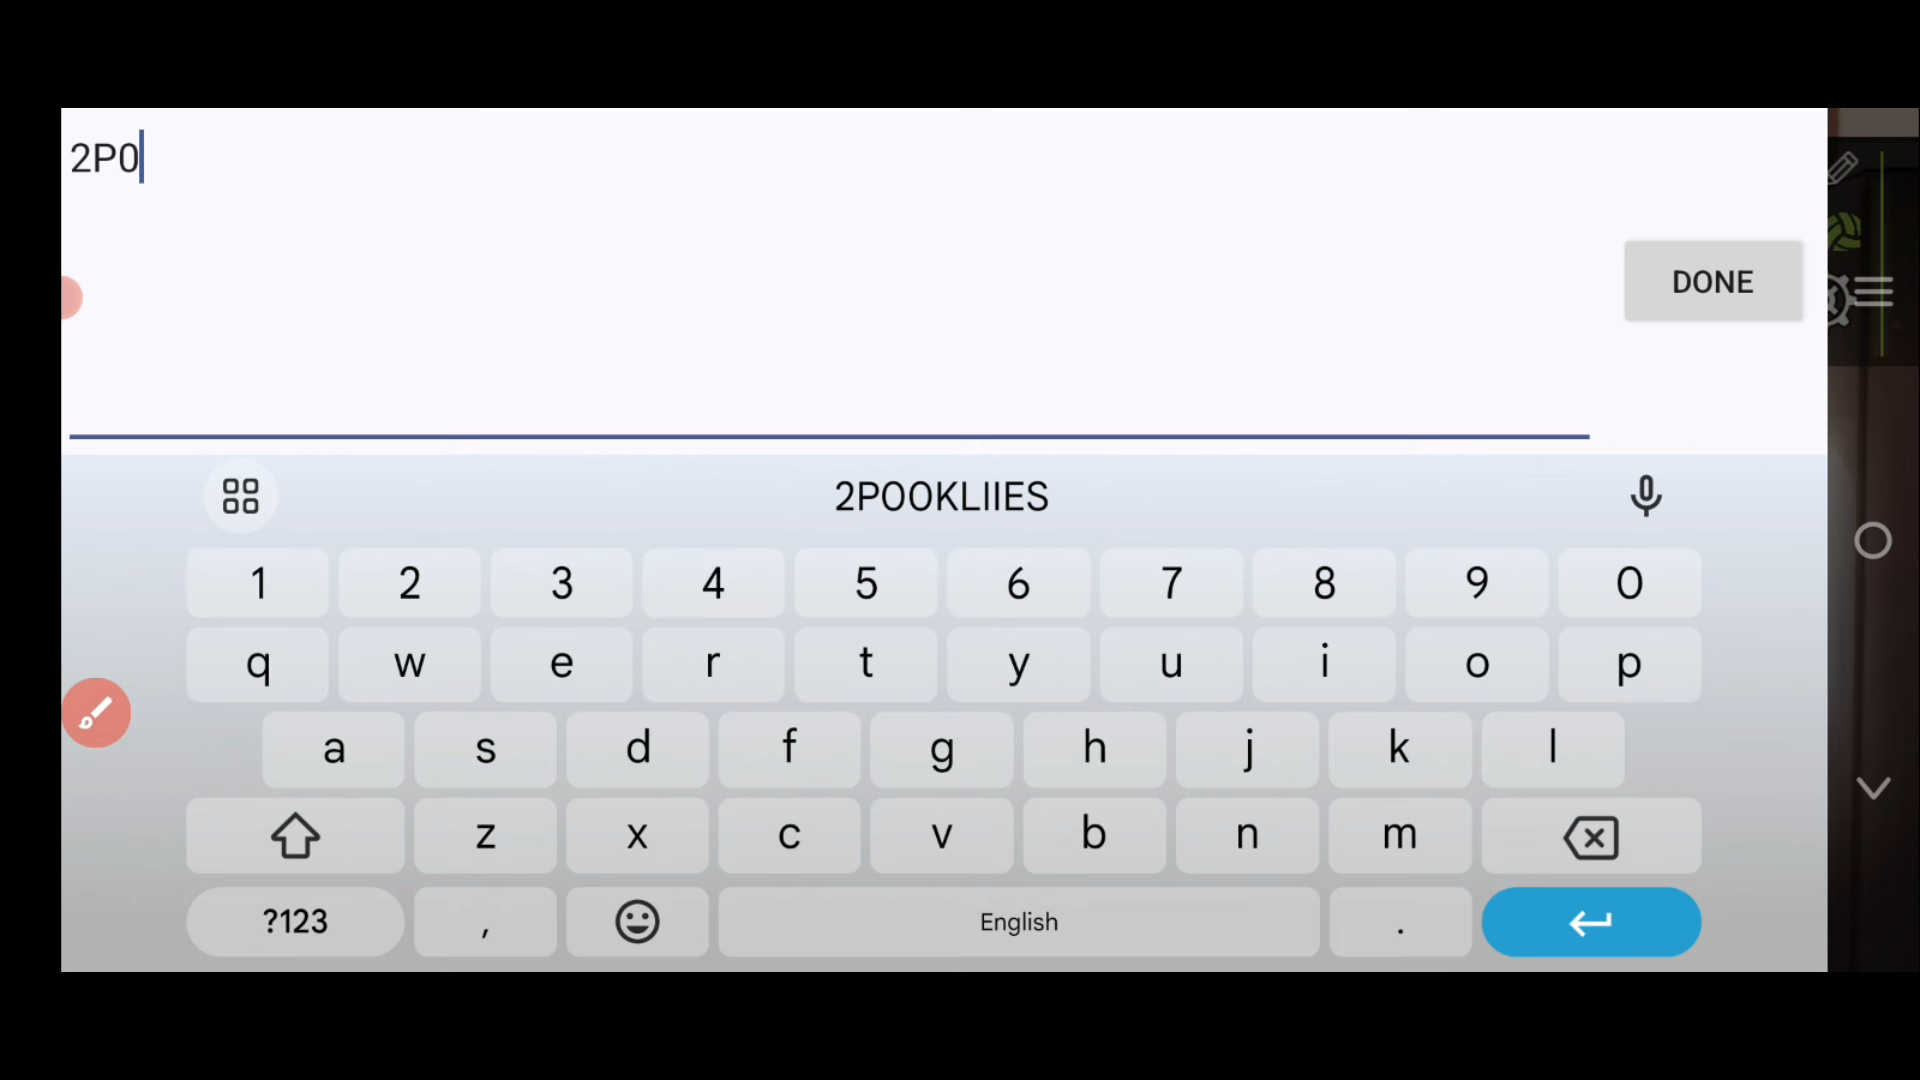 2P0
DONE
2POOKLIIES
1 2 3 4 5 6 7 8 9 0
q w e r t y u i o p
a s d f g h j k l
z x c v b n m
?123 , English .